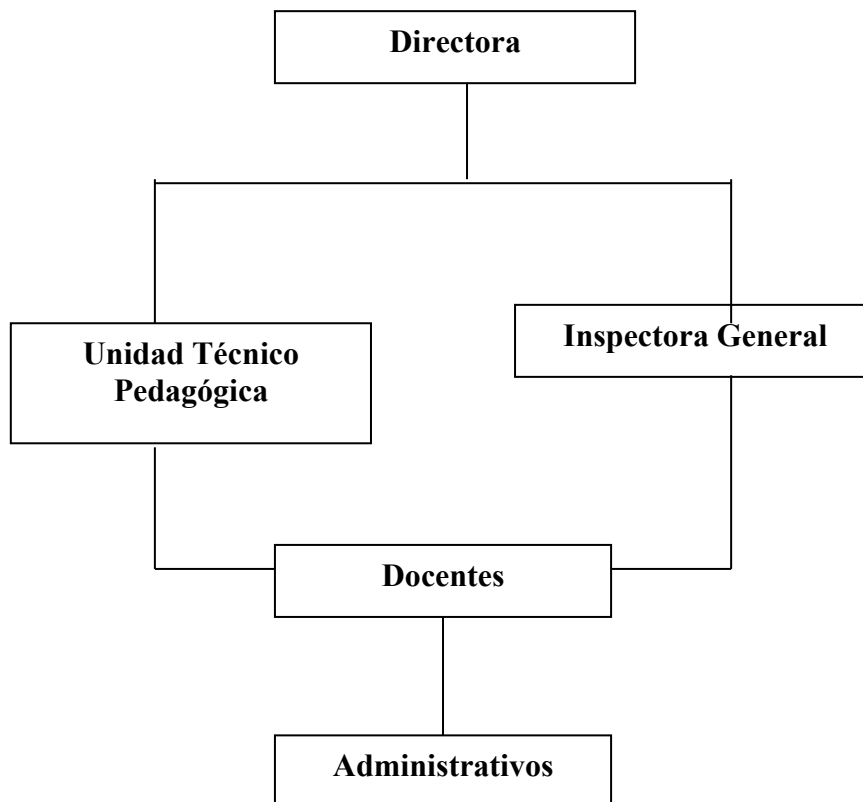 Directora
Unidad Técnico
Pedagógica
Inspectora General
Docentes
Administrativos